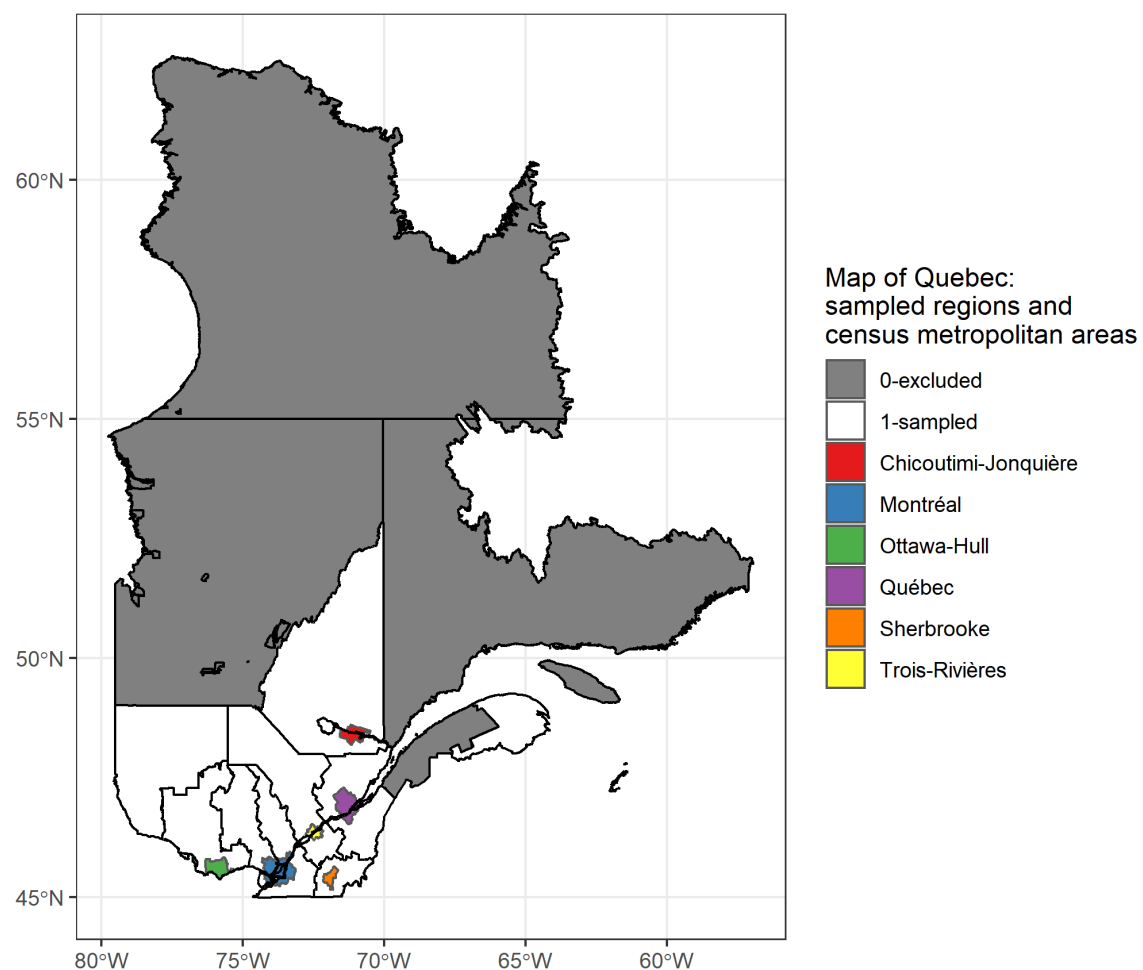 60°N
55°N
50°N
45°N
80°W
75°W
70°W
65°W
60°W
Map of Quebec:
sampled regions and
census metropolitan areas
0-excluded
1-sampled
Chicoutimi-Jonquière
Montréal
Ottawa-Hull
Québec
Sherbrooke
Trois-Rivières